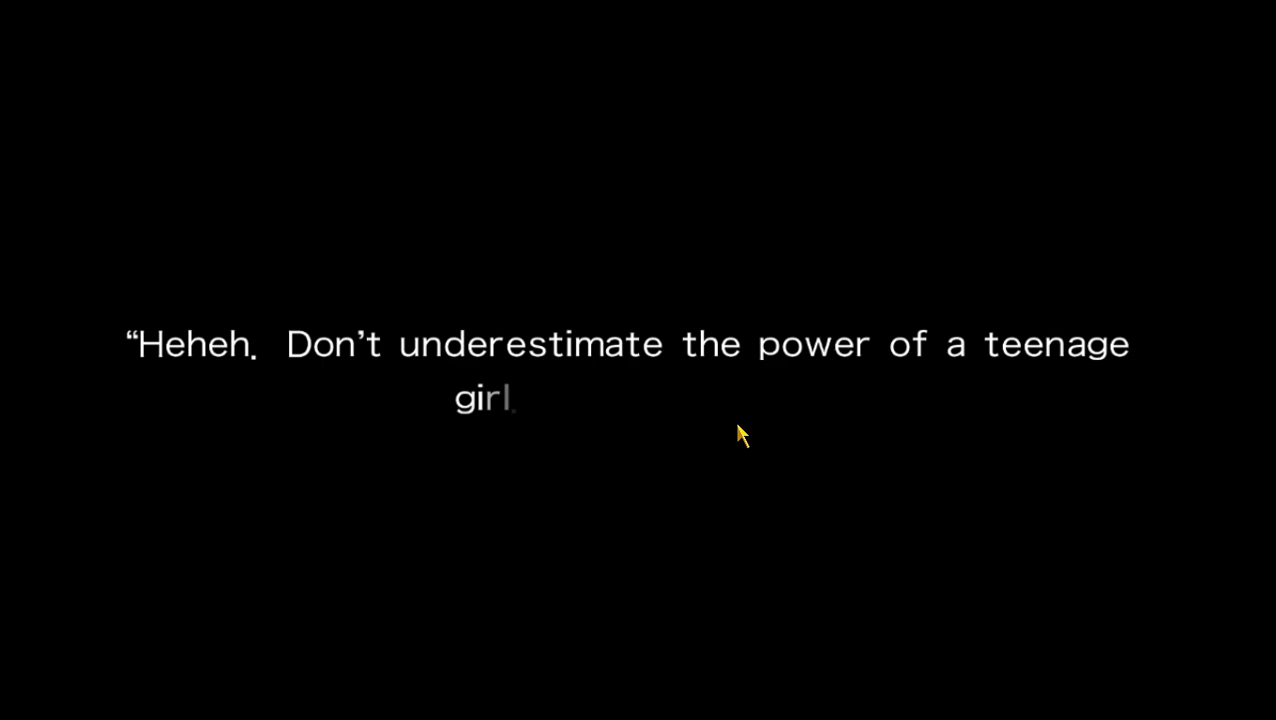 “Heheh. Don’t underestimate the power of a teenage
girl.